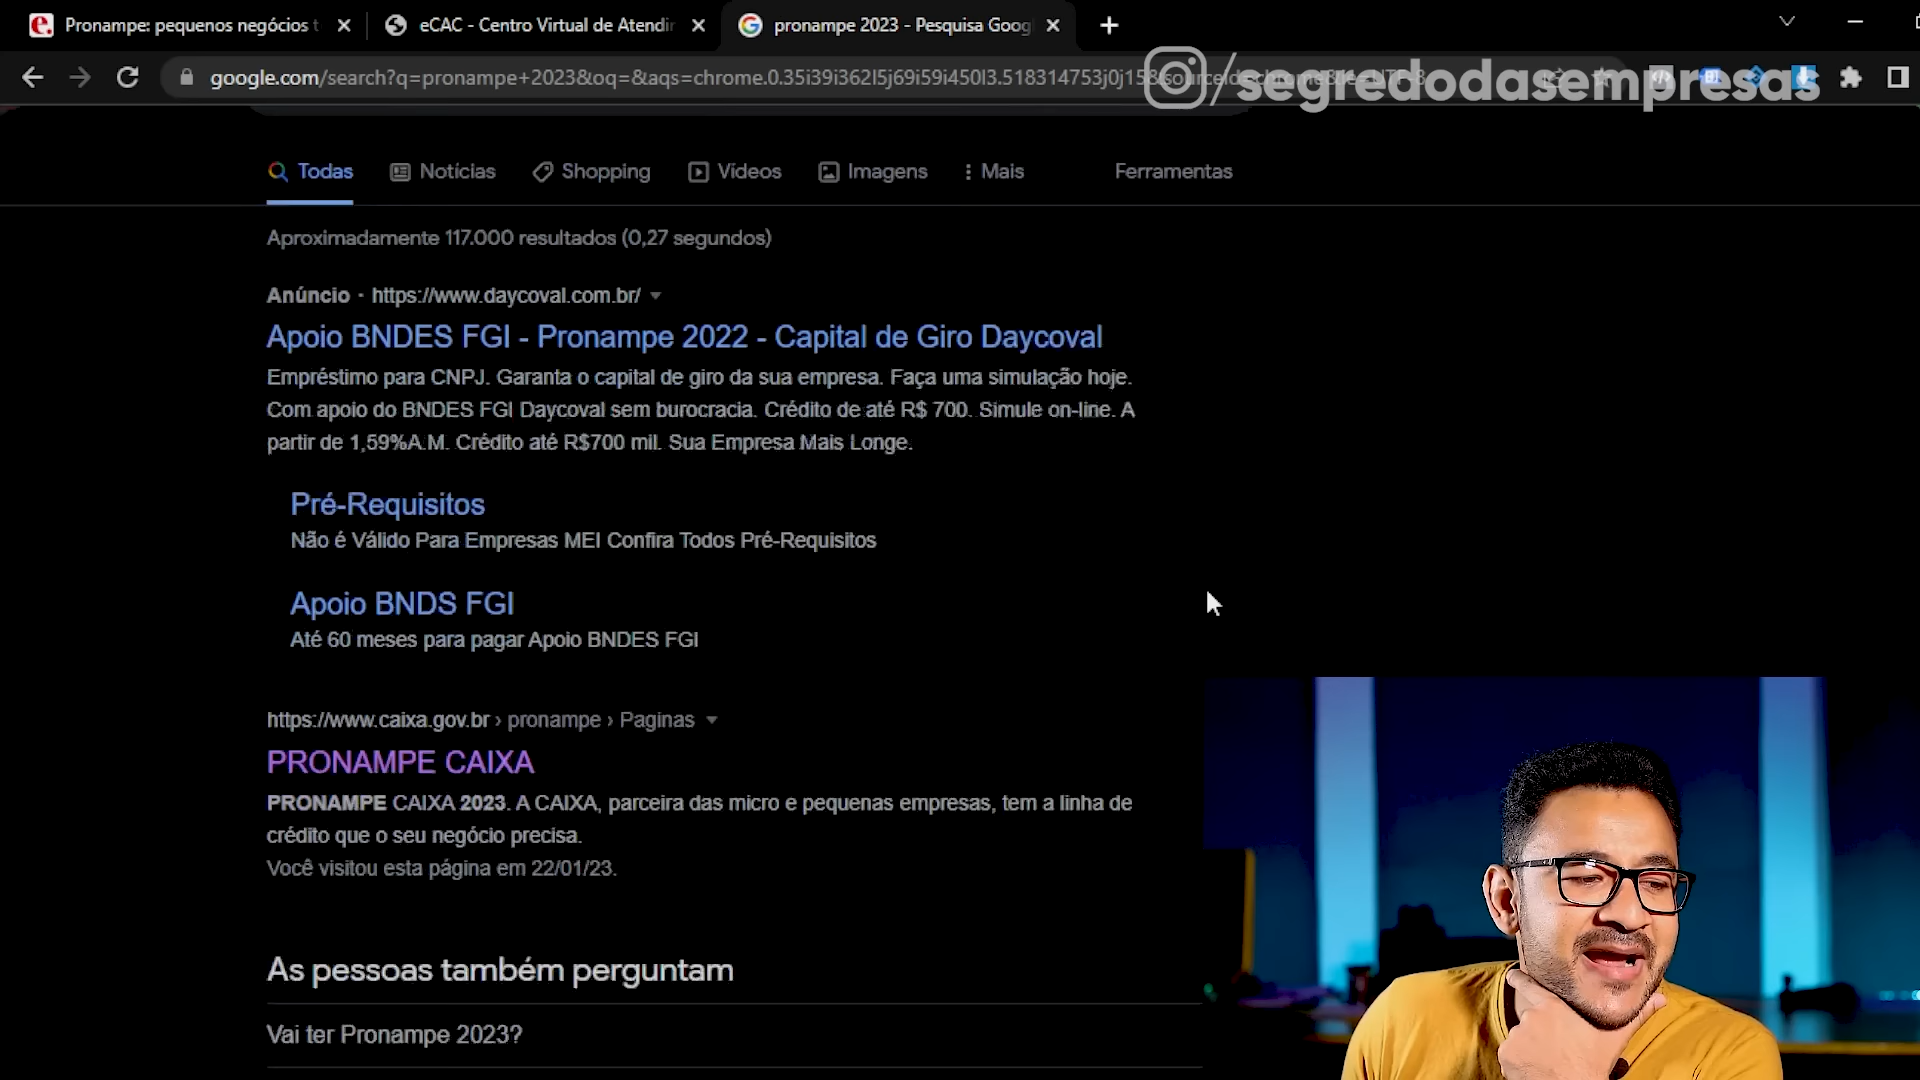 Pronampe: pequenos negócios t
eCAC - Centro Virtual de Atendir
pronampe 2023 - Pesquisa Goog
google.com/search?q=pronampe+2023&oq=&aqs=chrome.0.35i39i362l5j69i59i450l3.518314753j0j15&
/segredodasempresas
Todas
Notícias
Shopping
Vídeos
Imagens
Mais
Ferramentas
Aproximadamente 117.000 resultados (0,27 segundos)
Anúncio · https://www.daycoval.com.br/
Apoio BNDES FGI - Pronampe 2022 - Capital de Giro Daycoval
Empréstimo para CNPJ. Garanta o capital de giro da sua empresa. Faça uma simulação hoje.
Com apoio do BNDES FGI Daycoval sem burocracia. Crédito de até R$ 700. Simule on-line. A
partir de 1,59%A.M. Crédito até R$700 mil. Sua Empresa Mais Longe.
Pré-Requisitos
Não é Válido Para Empresas MEI Confira Todos Pré-Requisitos
Apoio BNDS FGI
Até 60 meses para pagar Apoio BNDES FGI
https://www.caixa.gov.br › pronampe › Paginas
PRONAMPE CAIXA
PRONAMPE CAIXA 2023. A CAIXA, parceira das micro e pequenas empresas, tem a linha de
crédito que o seu negócio precisa.
Você visitou esta página em 22/01/23.
As pessoas também perguntam
Vai ter Pronampe 2023?